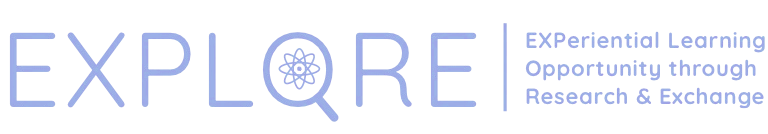 EXPLORE
EXPeriential Learning
Opportunity through
Research & Exchange